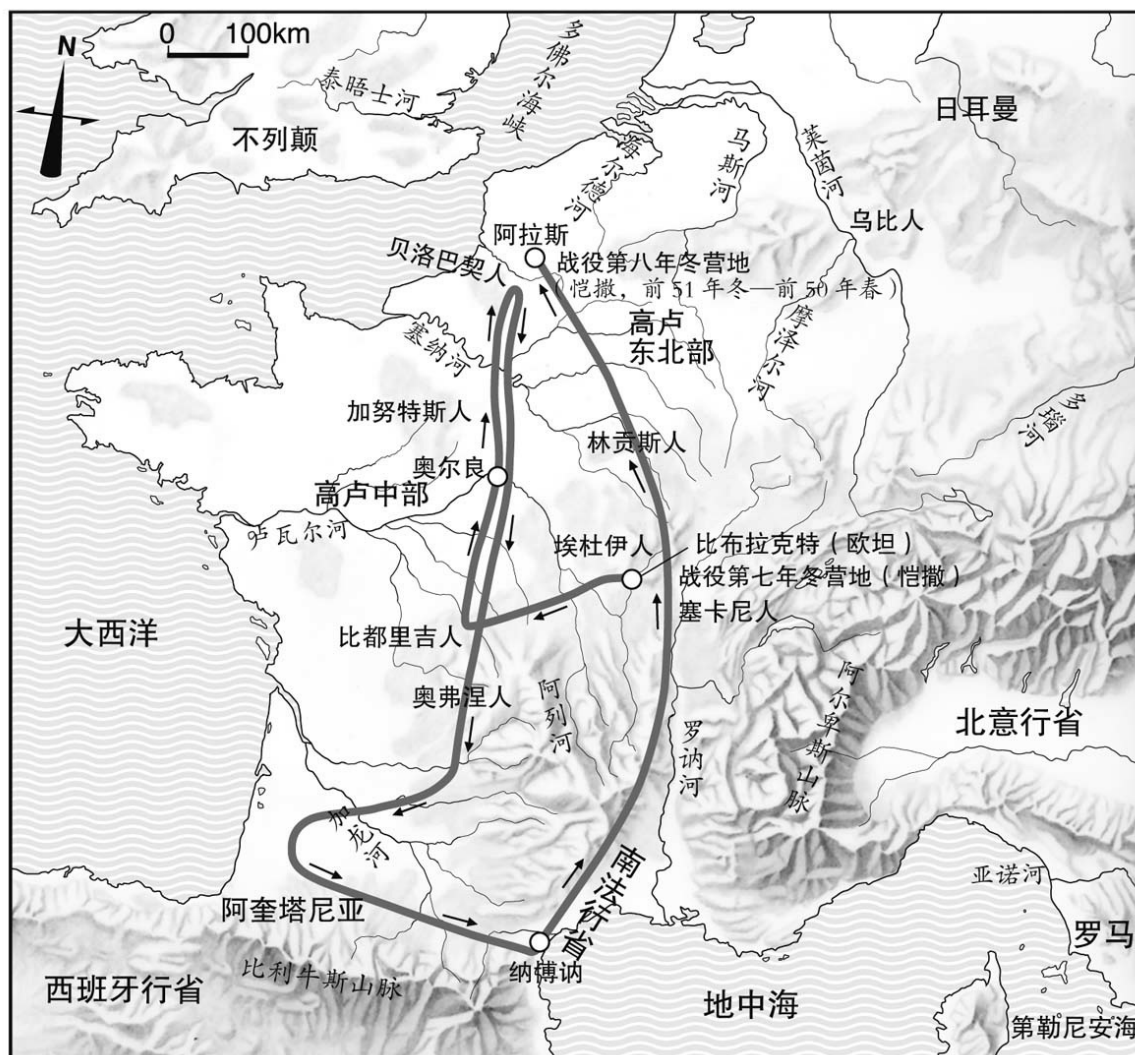 N
0 100km
泰晤士河
多佛尔海峡
不列颠
日耳曼
莱茵河
马斯河
海尔德河
乌比人
阿拉斯
贝洛巴契人
战役第八年冬营地
(恺撒，前51年冬—前50年春)
高卢
东北部
摩泽尔河
塞纳河
多瑙河
加努特斯人
林贡斯人
奥尔良
高卢中部
卢瓦尔河
埃杜伊人
比布拉克特（欧坦）
战役第七年冬营地（恺撒）
塞卡尼人
大西洋
比都里吉人
奥弗涅人
阿列河
罗讷河
阿尔卑斯山脉
北意行省
加龙河
南法行省
亚诺河
阿奎塔尼亚
罗马
纳博讷
比利牛斯山脉
西班牙行省
地中海
第勒尼安海